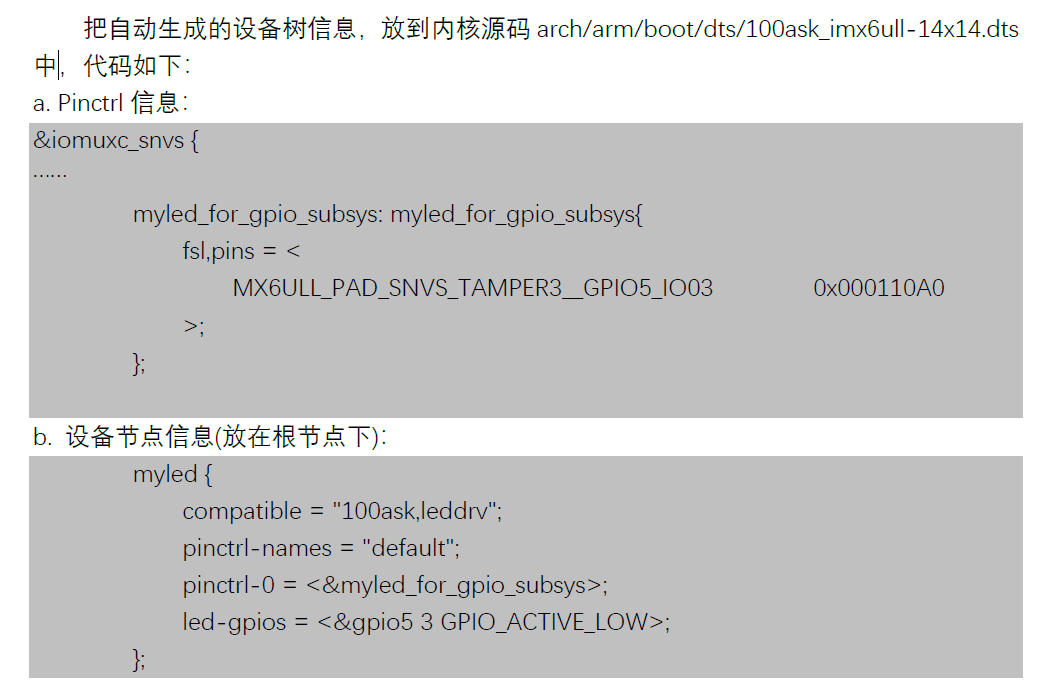 把自动生成的设备树信息，放到内核源码 arch/arm/boot/dts/100ask_imx6ull-14x14.dts
中，代码如下：
a. Pinctrl 信息：
&iomuxc_snvs {
……
myled_for_gpio_subsys: myled_for_gpio_subsys{
fsl,pins = <
MX6ULL_PAD_SNVS_TAMPER3__GPIO5_IO03 0x000110A0
>;
};
b. 设备节点信息(放在根节点下)：
myled {
compatible = "100ask,leddrv";
pinctrl-names = "default";
pinctrl-0 = <&myled_for_gpio_subsys>;
led-gpios = <&gpio5 3 GPIO_ACTIVE_LOW>;
};